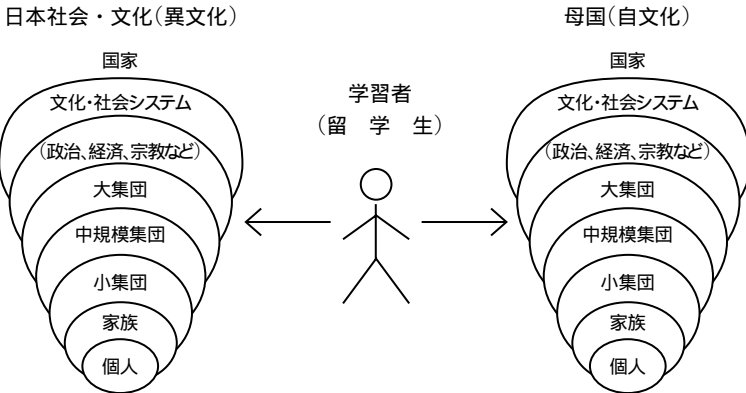 日本社会・文化(異文化)
国家
文化・社会システム
(政治、経済、宗教など)
大集団
中規模集団
小集団
家族
個人
学習者
(留 学 生)
母国(自文化)
国家
文化・社会システム
(政治、経済、宗教など)
大集団
中規模集団
小集団
家族
個人